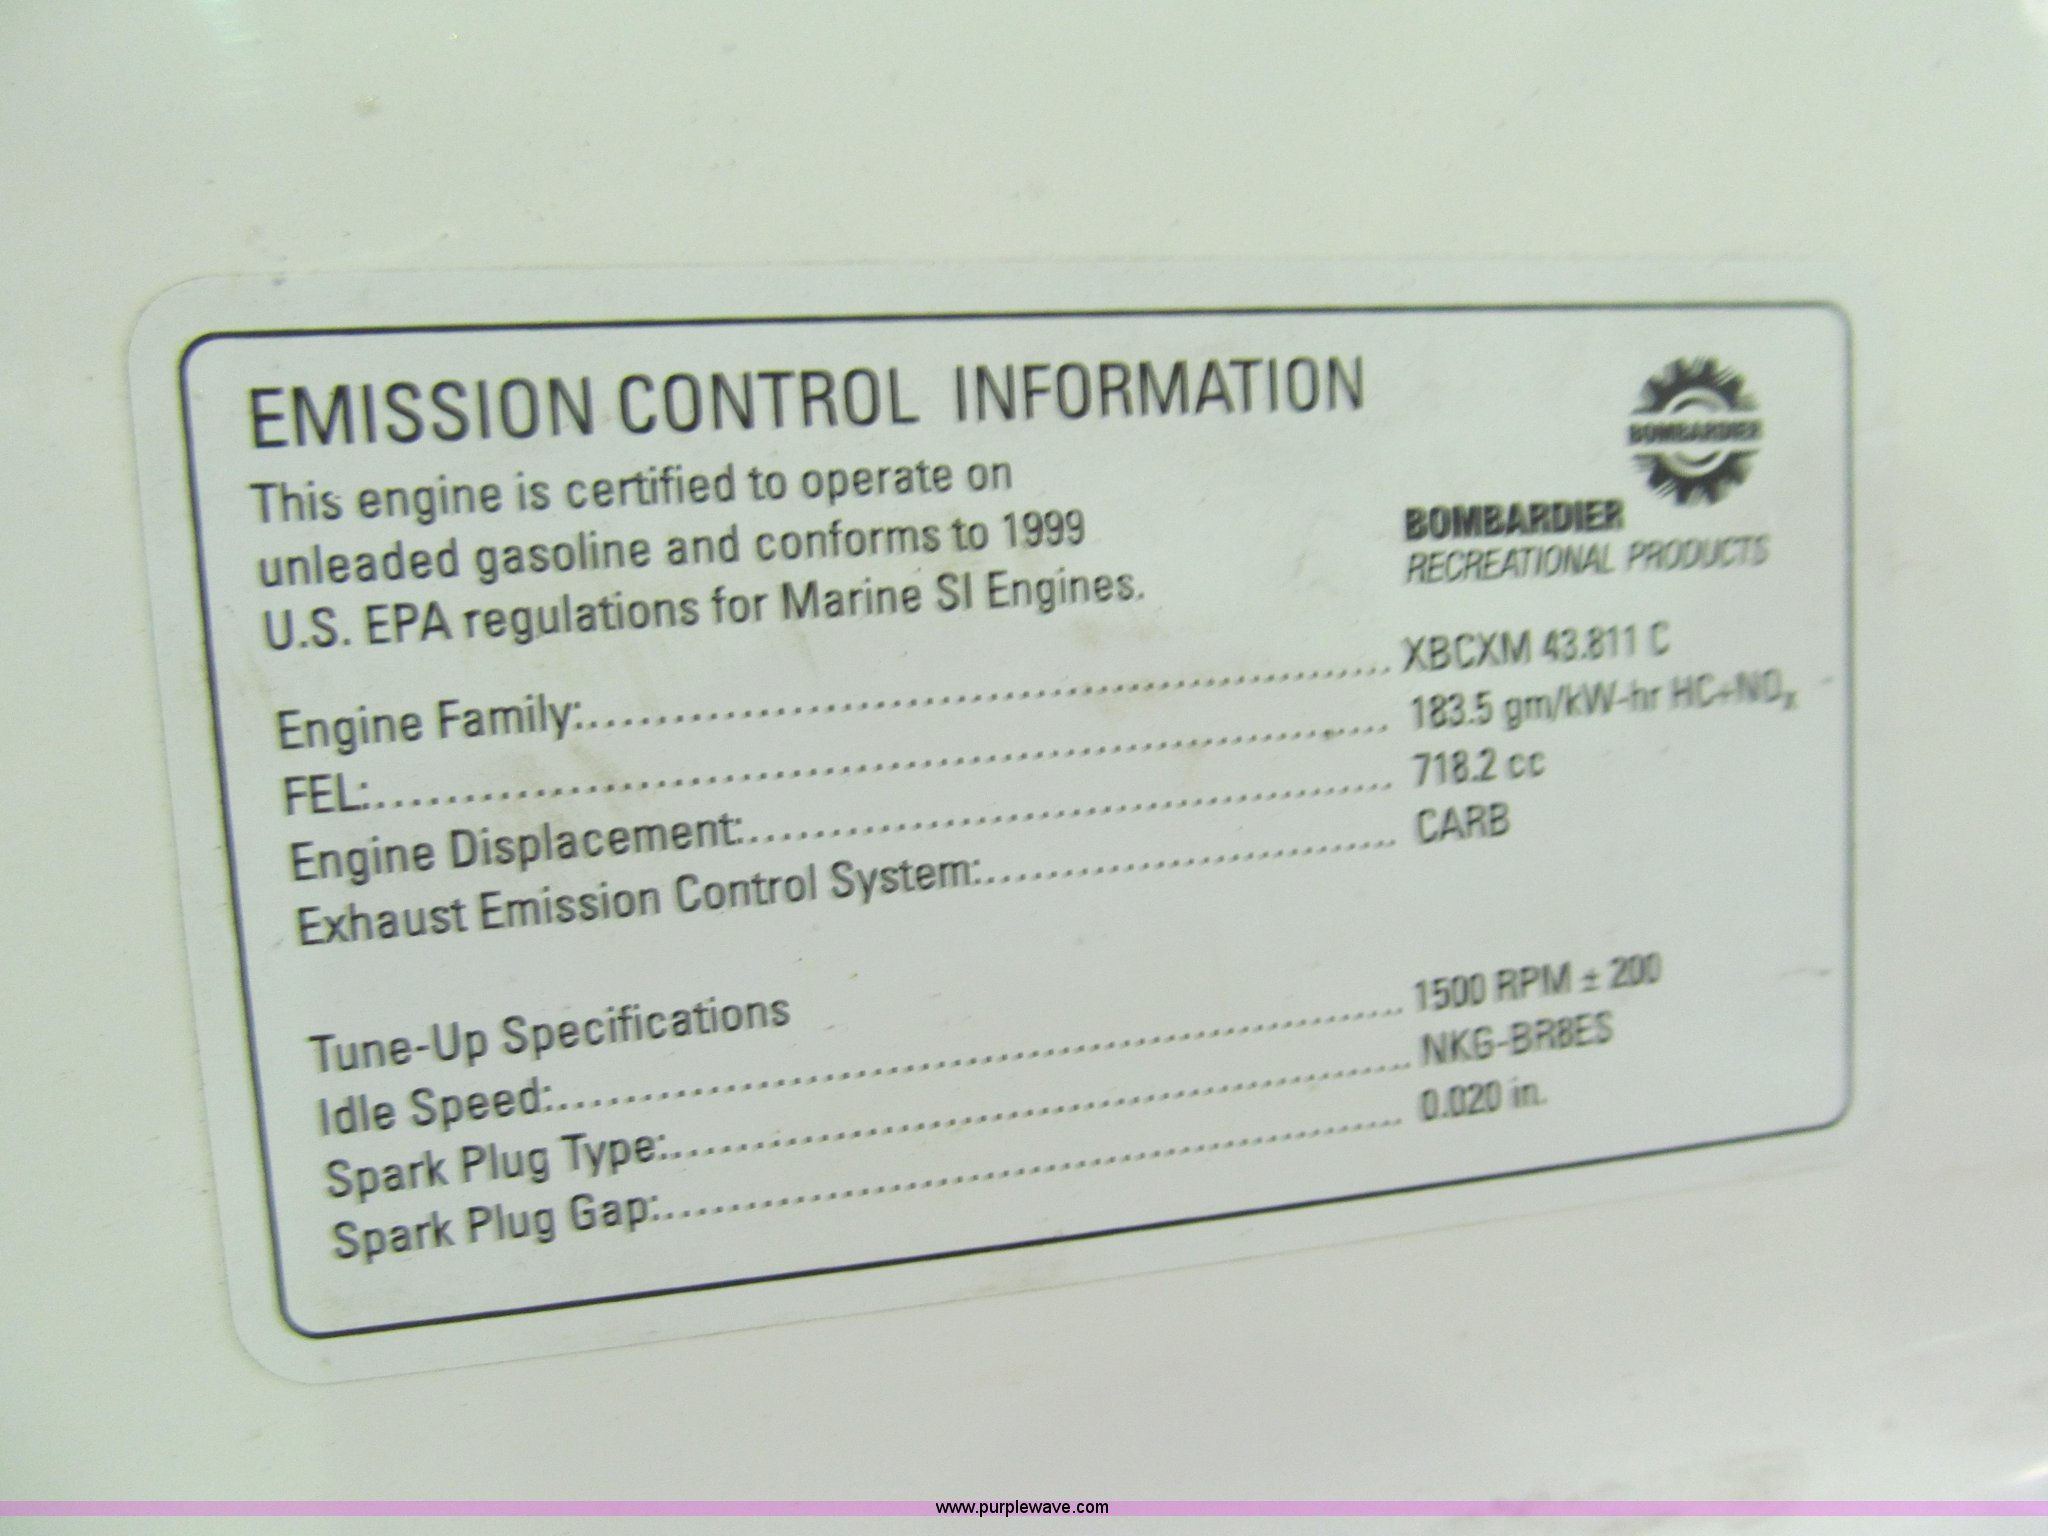 EMISSION CONTROL INFORMATION
BOMBARDIER
This engine is certified to operate on
unleaded gasoline and conforms to 1999
U.S. EPA regulations for Marine SI Engines.
BOMBARDIER
RECREATIONAL PRODUCTS
Engine Family:........................................ XBCXM 43.811 C
FEL:........................................ 183.5 gm/kW-hr HC+NOx
Engine Displacement:........................................ 718.2 cc
Exhaust Emission Control System:........................................ CARB
Tune-Up Specifications
Idle Speed:........................................ 1500 RPM ± 200
Spark Plug Type:........................................ NKG-BR8ES
Spark Plug Gap:........................................ 0.020 in.
www.purplewave.com